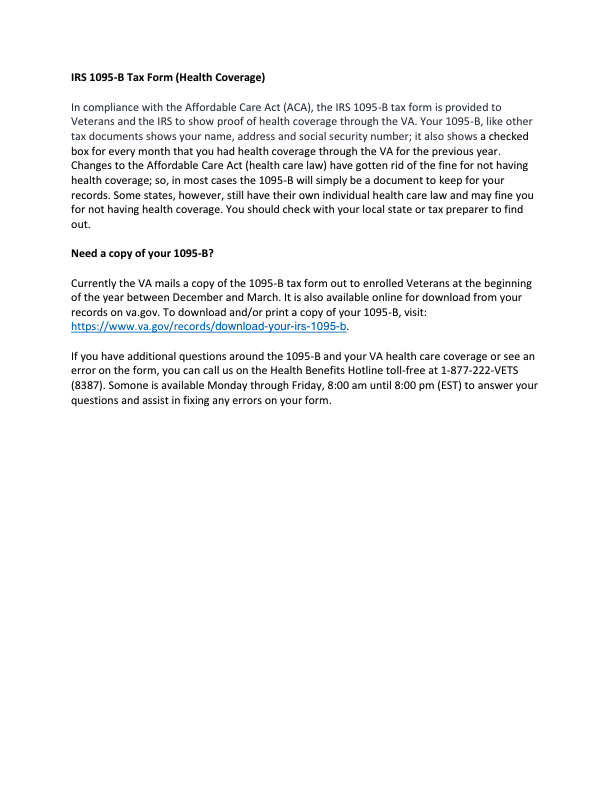 IRS 1095-B Tax Form (Health Coverage)
In compliance with the Affordable Care Act (ACA), the IRS 1095-B tax form is provided to
Veterans and the IRS to show proof of health coverage through the VA. Your 1095-B, like other
tax documents shows your name, address and social security number; it also shows a checked
box for every month that you had health coverage through the VA for the previous year.
Changes to the Affordable Care Act (health care law) have gotten rid of the fine for not having
health coverage; so, in most cases the 1095-B will simply be a document to keep for your
records. Some states, however, still have their own individual health care law and may fine you
for not having health coverage. You should check with your local state or tax preparer to find
out.
Need a copy of your 1095-B?
Currently the VA mails a copy of the 1095-B tax form out to enrolled Veterans at the beginning
of the year between December and March. It is also available online for download from your
records on va.gov. To download and/or print a copy of your 1095-B, visit:
https://www.va.gov/records/download-your-irs-1095-b.
If you have additional questions around the 1095-B and your VA health care coverage or see an
error on the form, you can call us on the Health Benefits Hotline toll-free at 1-877-222-VETS
(8387). Somone is available Monday through Friday, 8:00 am until 8:00 pm (EST) to answer your
questions and assist in fixing any errors on your form.